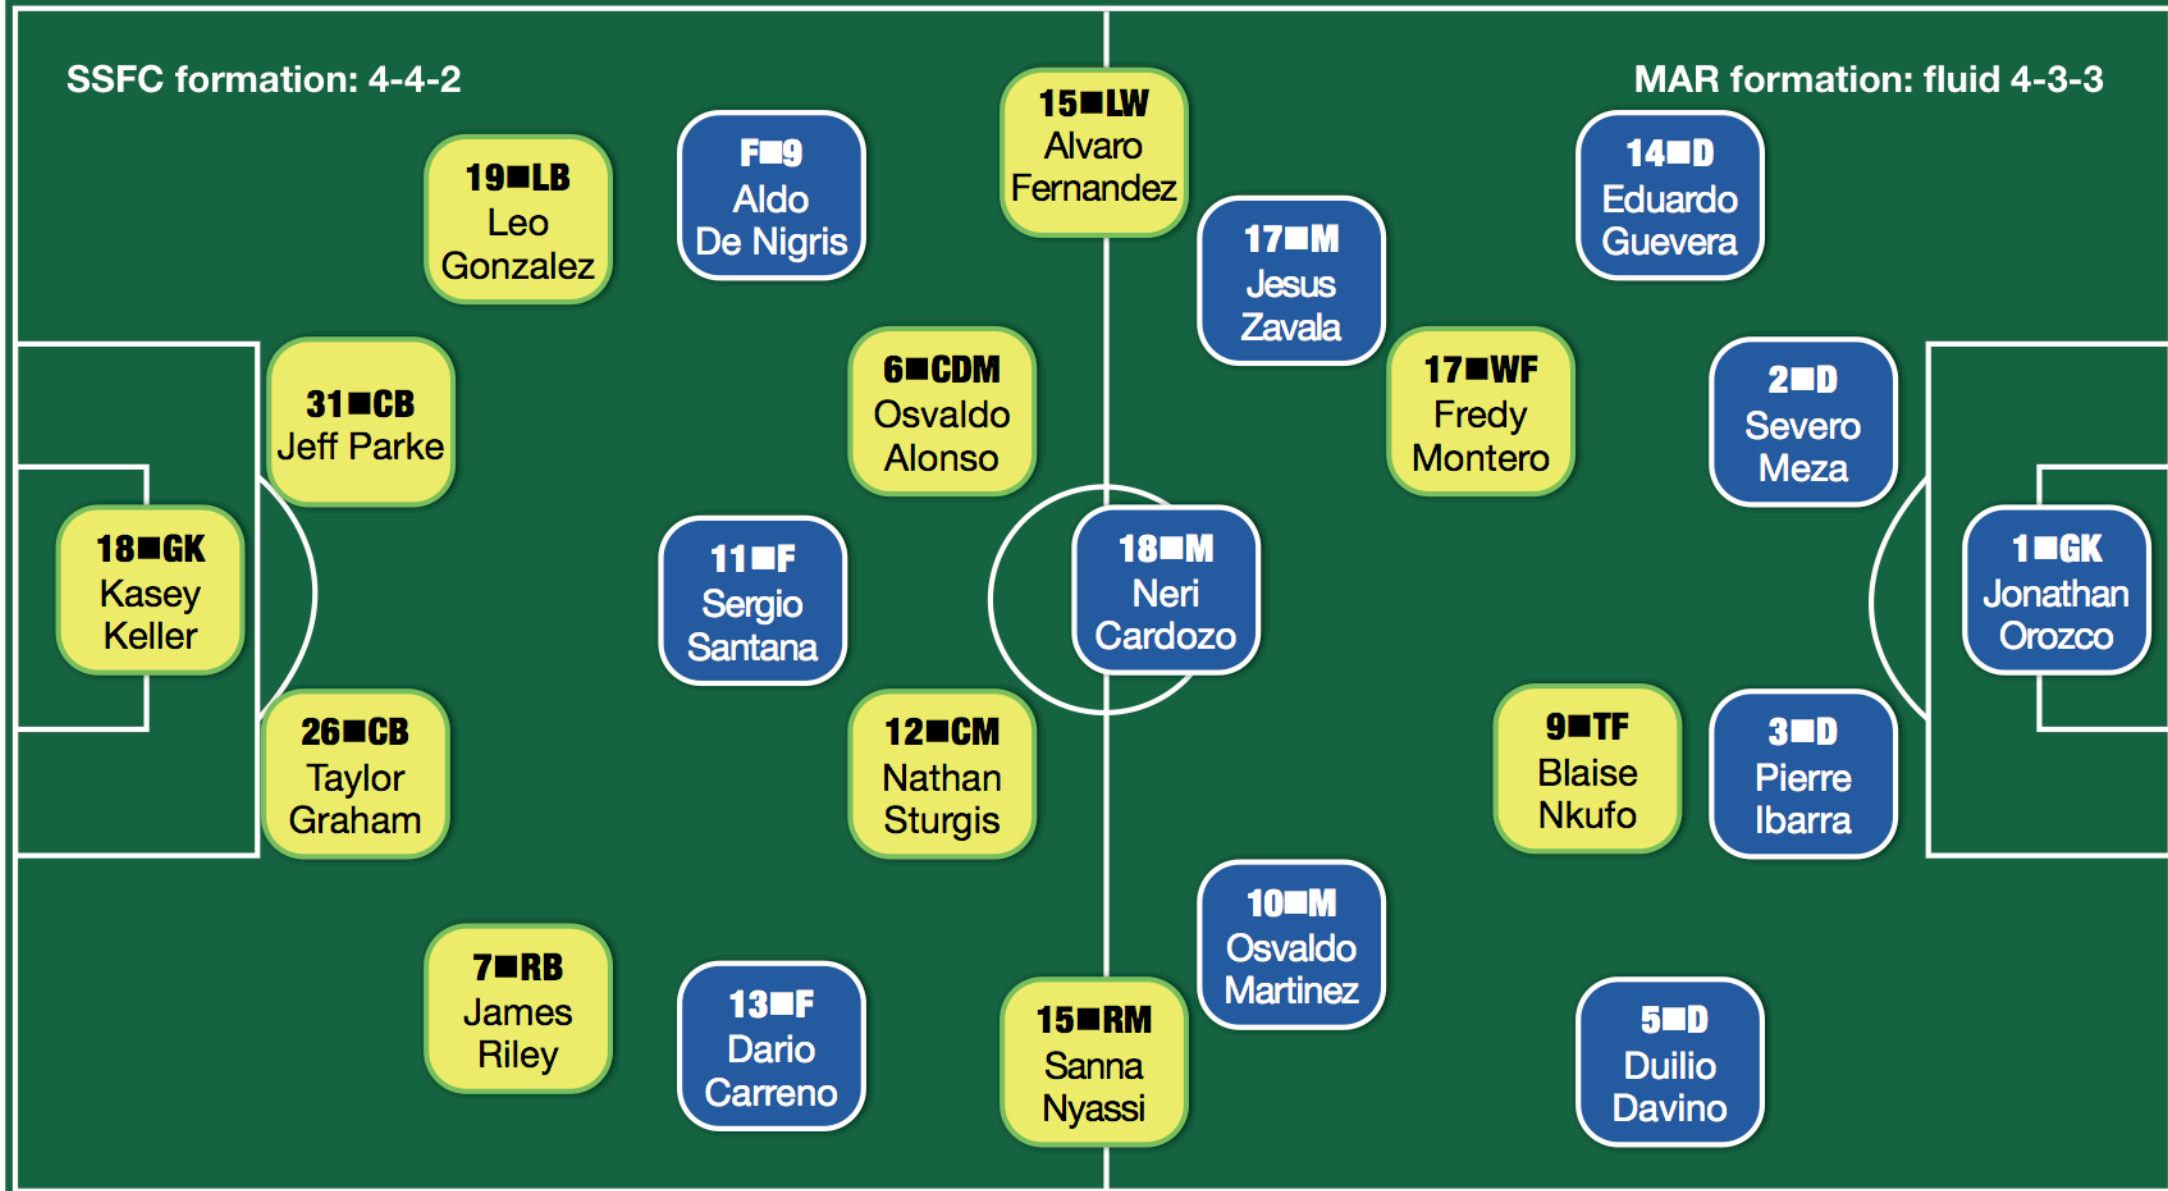 SSFC formation: 4-4-2
MAR formation: fluid 4-3-3
15■LW
Alvaro
Fernandez
19■LB
Leo
Gonzalez
F■9
Aldo
De Nigris
14■D
Eduardo
Guevera
17■M
Jesus
Zavala
31■CB
Jeff Parke
6■CDM
Osvaldo
Alonso
17■WF
Fredy
Montero
2■D
Severo
Meza
18■GK
Kasey
Keller
11■F
Sergio
Santana
18■M
Neri
Cardozo
1■GK
Jonathan
Orozco
26■CB
Taylor
Graham
12■CM
Nathan
Sturgis
9■TF
Blaise
Nkufo
3■D
Pierre
Ibarra
10■M
Osvaldo
Martinez
7■RB
James
Riley
13■F
Dario
Carreno
15■RM
Sanna
Nyassi
5■D
Duilio
Davino